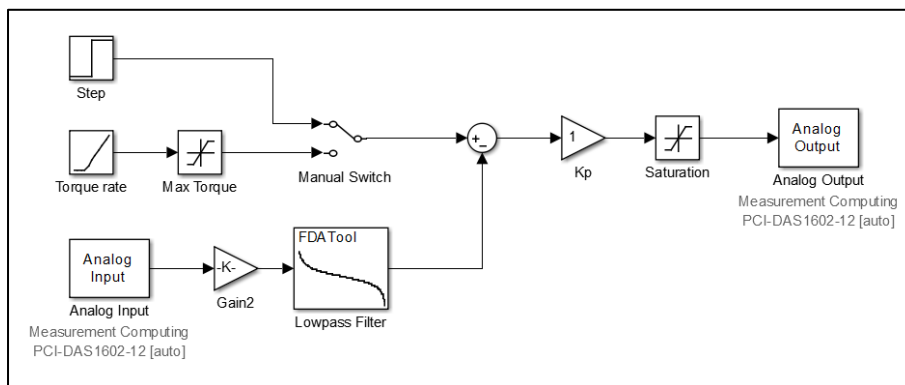 Step
Torque rate
Max Torque
Manual Switch
+
-
1
Kp
Saturation
Analog
Output
Analog Output
Measurement Computing
PCI-DAS1602-12 [auto]
Analog
Input
Analog Input
Measurement Computing
PCI-DAS1602-12 [auto]
-K-
Gain2
FDATool
Lowpass Filter